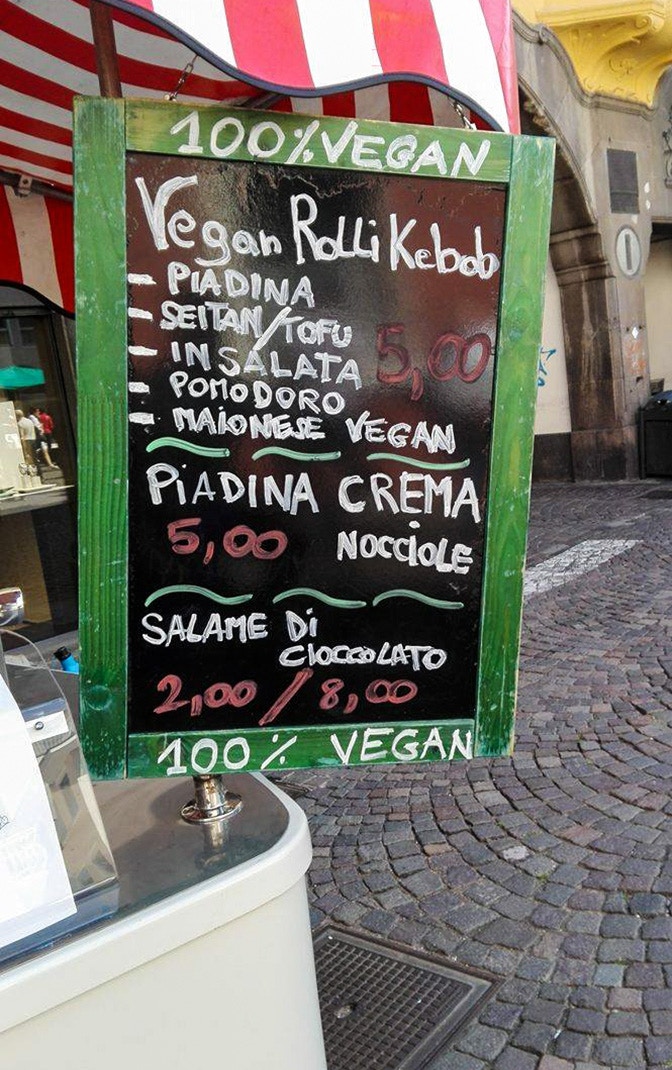 100% VEGAN
Vegan Rolli Kebob
- PIADINA
- SEITAN/TOFU
5,00
- INSALATA
- POMODORO
- MAIONESE VEGAN
PIADINA CREMA
5,00 NOCCIOLE
SALAME Di
CIOCCOLATO
2,00 / 8,00
100% VEGAN